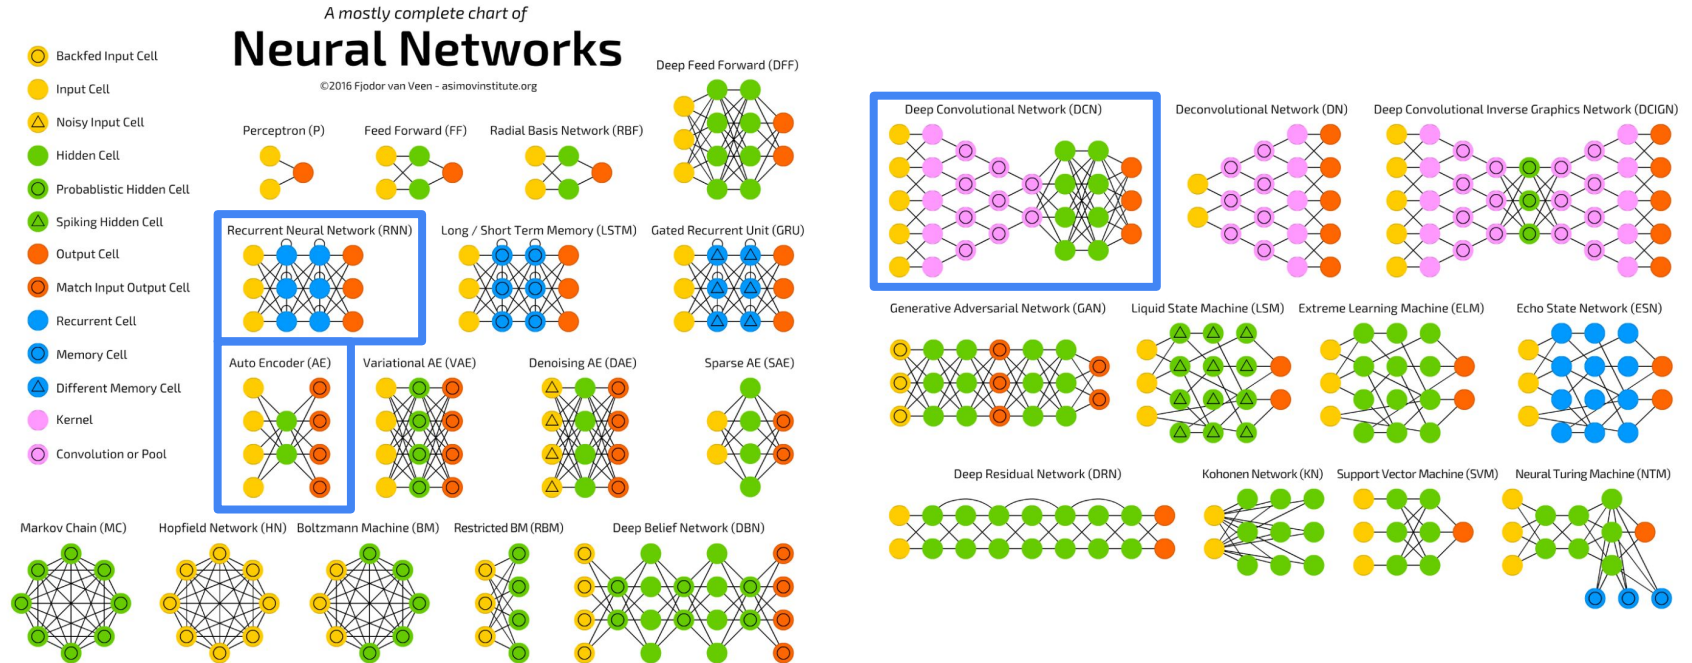 A mostly complete chart of
Neural Networks
©2016 Fjodor van Veen - asimovinstitute.org
Backfed Input Cell
Input Cell
Noisy Input Cell
Hidden Cell
Probablistic Hidden Cell
Spiking Hidden Cell
Output Cell
Match Input Output Cell
Recurrent Cell
Memory Cell
Different Memory Cell
Kernel
Convolution or Pool
Deep Feed Forward (DFF)
Perceptron (P)
Feed Forward (FF)
Radial Basis Network (RBF)
Recurrent Neural Network (RNN)
Long / Short Term Memory (LSTM)
Gated Recurrent Unit (GRU)
Auto Encoder (AE)
Variational AE (VAE)
Denoising AE (DAE)
Sparse AE (SAE)
Markov Chain (MC)
Hopfield Network (HN)
Boltzmann Machine (BM)
Restricted BM (RBM)
Deep Belief Network (DBN)
Deep Convolutional Network (DCN)
Deconvolutional Network (DN)
Deep Convolutional Inverse Graphics Network (DCIGN)
Generative Adversarial Network (GAN)
Liquid State Machine (LSM)
Extreme Learning Machine (ELM)
Echo State Network (ESN)
Deep Residual Network (DRN)
Kohonen Network (KN)
Support Vector Machine (SVM)
Neural Turing Machine (NTM)